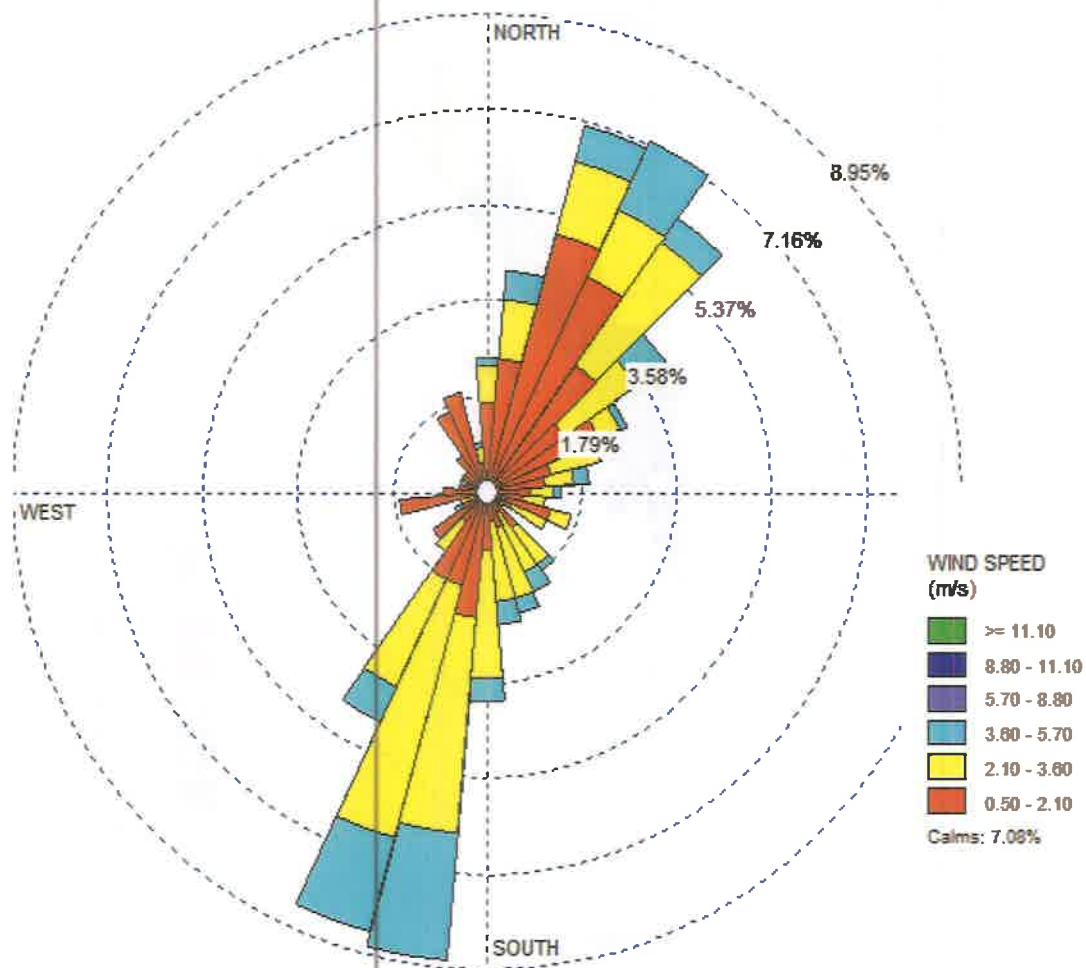 NORTH
8.95%
7.16%
5.37%
3.58%
1.79%
WEST
SOUTH
WIND SPEED
(m/s)
>= 11.10
8.80 - 11.10
5.70 - 8.80
3.60 - 5.70
2.10 - 3.60
0.50 - 2.10
Calms: 7.08%